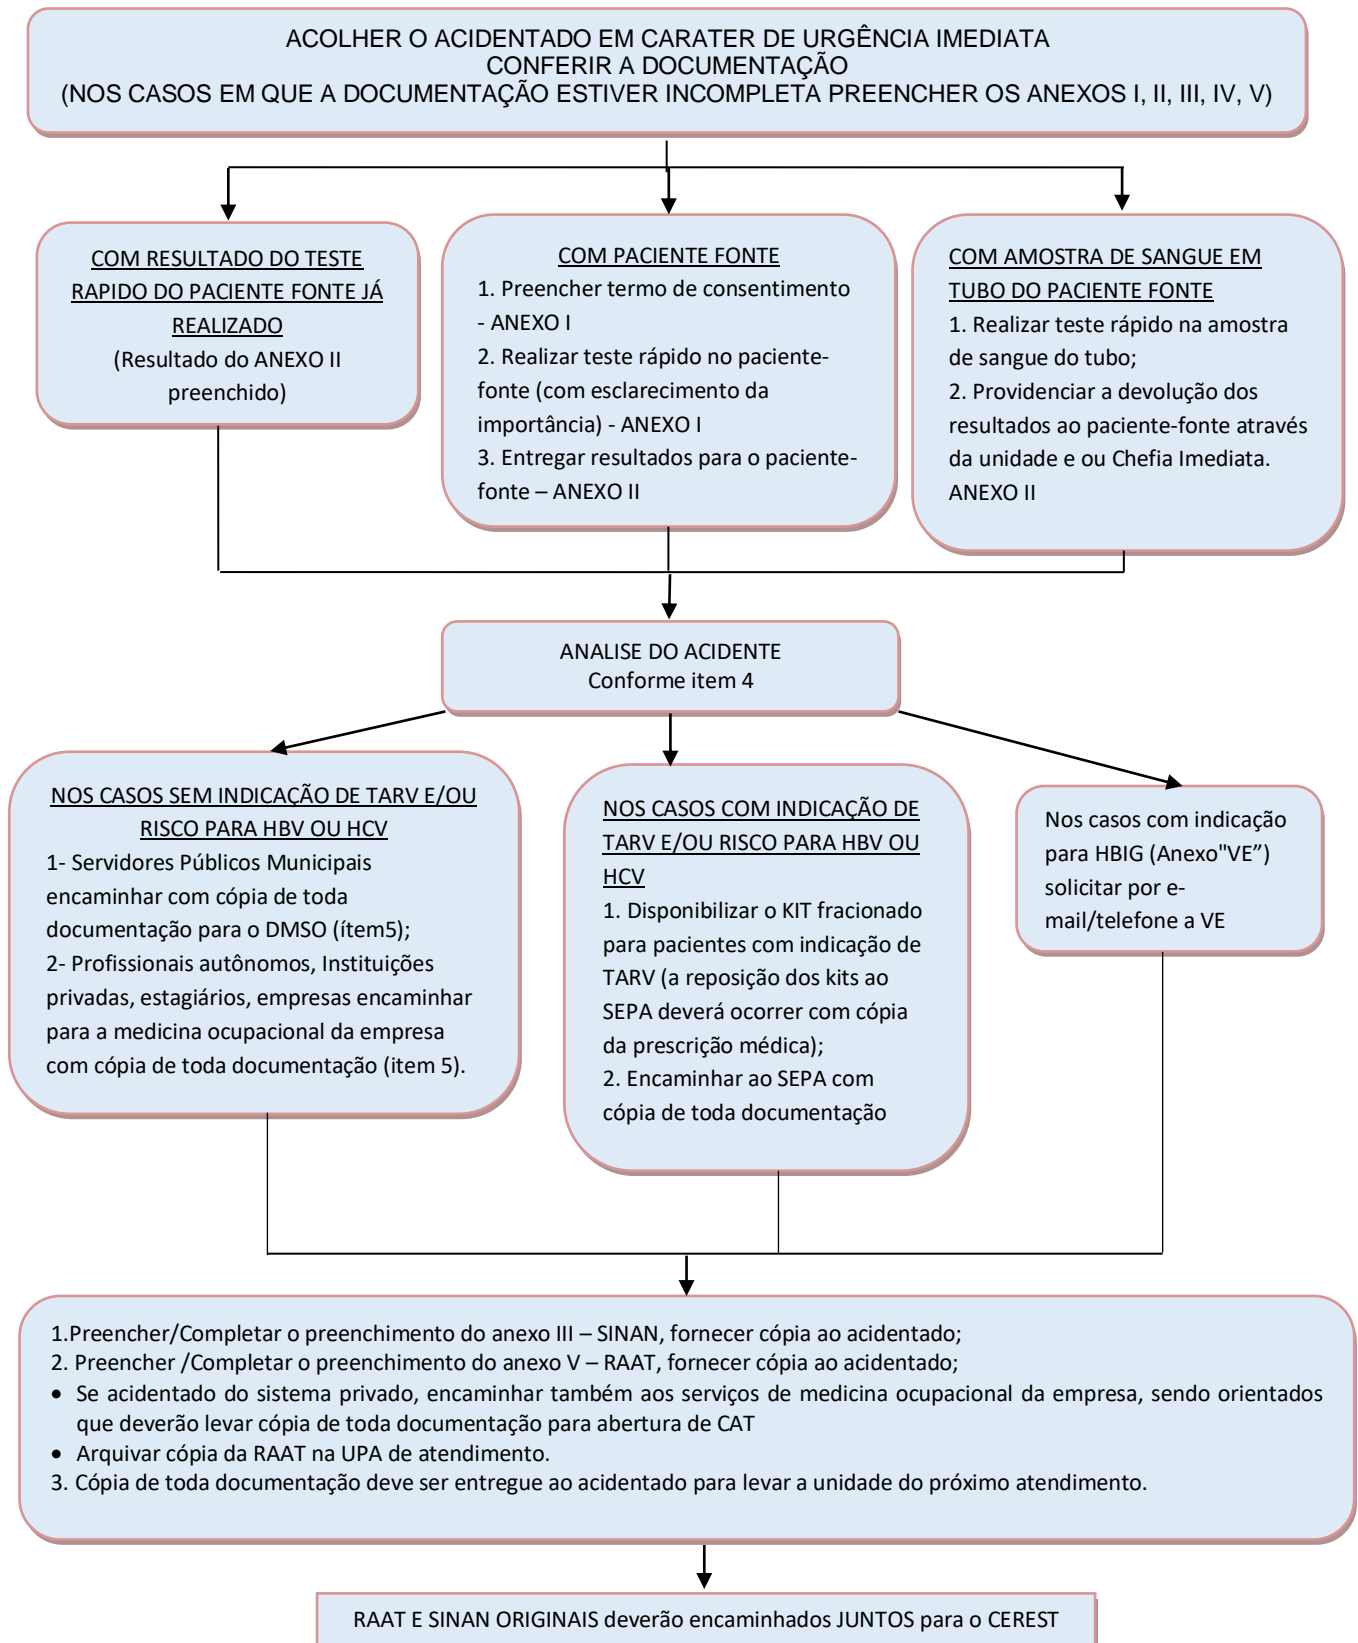 ACOLHER O ACIDENTADO EM CARATER DE URGÊNCIA IMEDIATA
CONFERIR A DOCUMENTAÇÃO
(NOS CASOS EM QUE A DOCUMENTAÇÃO ESTIVER INCOMPLETA PREENCHER OS ANEXOS I, II, III, IV, V)
COM RESULTADO DO TESTE
RAPIDO DO PACIENTE FONTE JÁ
REALIZADO
(Resultado do ANEXO II
preenchido)
COM PACIENTE FONTE
1. Preencher termo de consentimento
- ANEXO I
2. Realizar teste rápido no paciente-
fonte (com esclarecimento da
importância) - ANEXO I
3. Entregar resultados para o paciente-
fonte – ANEXO II
COM AMOSTRA DE SANGUE EM
TUBO DO PACIENTE FONTE
1. Realizar teste rápido na amostra
de sangue do tubo;
2. Providenciar a devolução dos
resultados ao paciente-fonte através
da unidade e ou Chefia Imediata.
ANEXO II
ANALISE DO ACIDENTE
Conforme item 4
NOS CASOS SEM INDICAÇÃO DE TARV E/OU
RISCO PARA HBV OU HCV
1- Servidores Públicos Municipais
encaminhar com cópia de toda
documentação para o DMSO (ítem5);
2- Profissionais autônomos, Instituições
privadas, estagiários, empresas encaminhar
para a medicina ocupacional da empresa
com cópia de toda documentação (item 5).
NOS CASOS COM INDICAÇÃO DE
TARV E/OU RISCO PARA HBV OU
HCV
1. Disponibilizar o KIT fracionado
para pacientes com indicação de
TARV (a reposição dos kits ao
SEPA deverá ocorrer com cópia
da prescrição médica);
2. Encaminhar ao SEPA com
cópia de toda documentação
Nos casos com indicação
para HBIG (Anexo"VE”)
solicitar por e-
mail/telefone a VE
1.Preencher/Completar o preenchimento do anexo III – SINAN, fornecer cópia ao acidentado;
2. Preencher /Completar o preenchimento do anexo V – RAAT, fornecer cópia ao acidentado;
• Se acidentado do sistema privado, encaminhar também aos serviços de medicina ocupacional da empresa, sendo orientados
que deverão levar cópia de toda documentação para abertura de CAT
• Arquivar cópia da RAAT na UPA de atendimento.
3. Cópia de toda documentação deve ser entregue ao acidentado para levar a unidade do próximo atendimento.
RAAT E SINAN ORIGINAIS deverão encaminhados JUNTOS para o CEREST